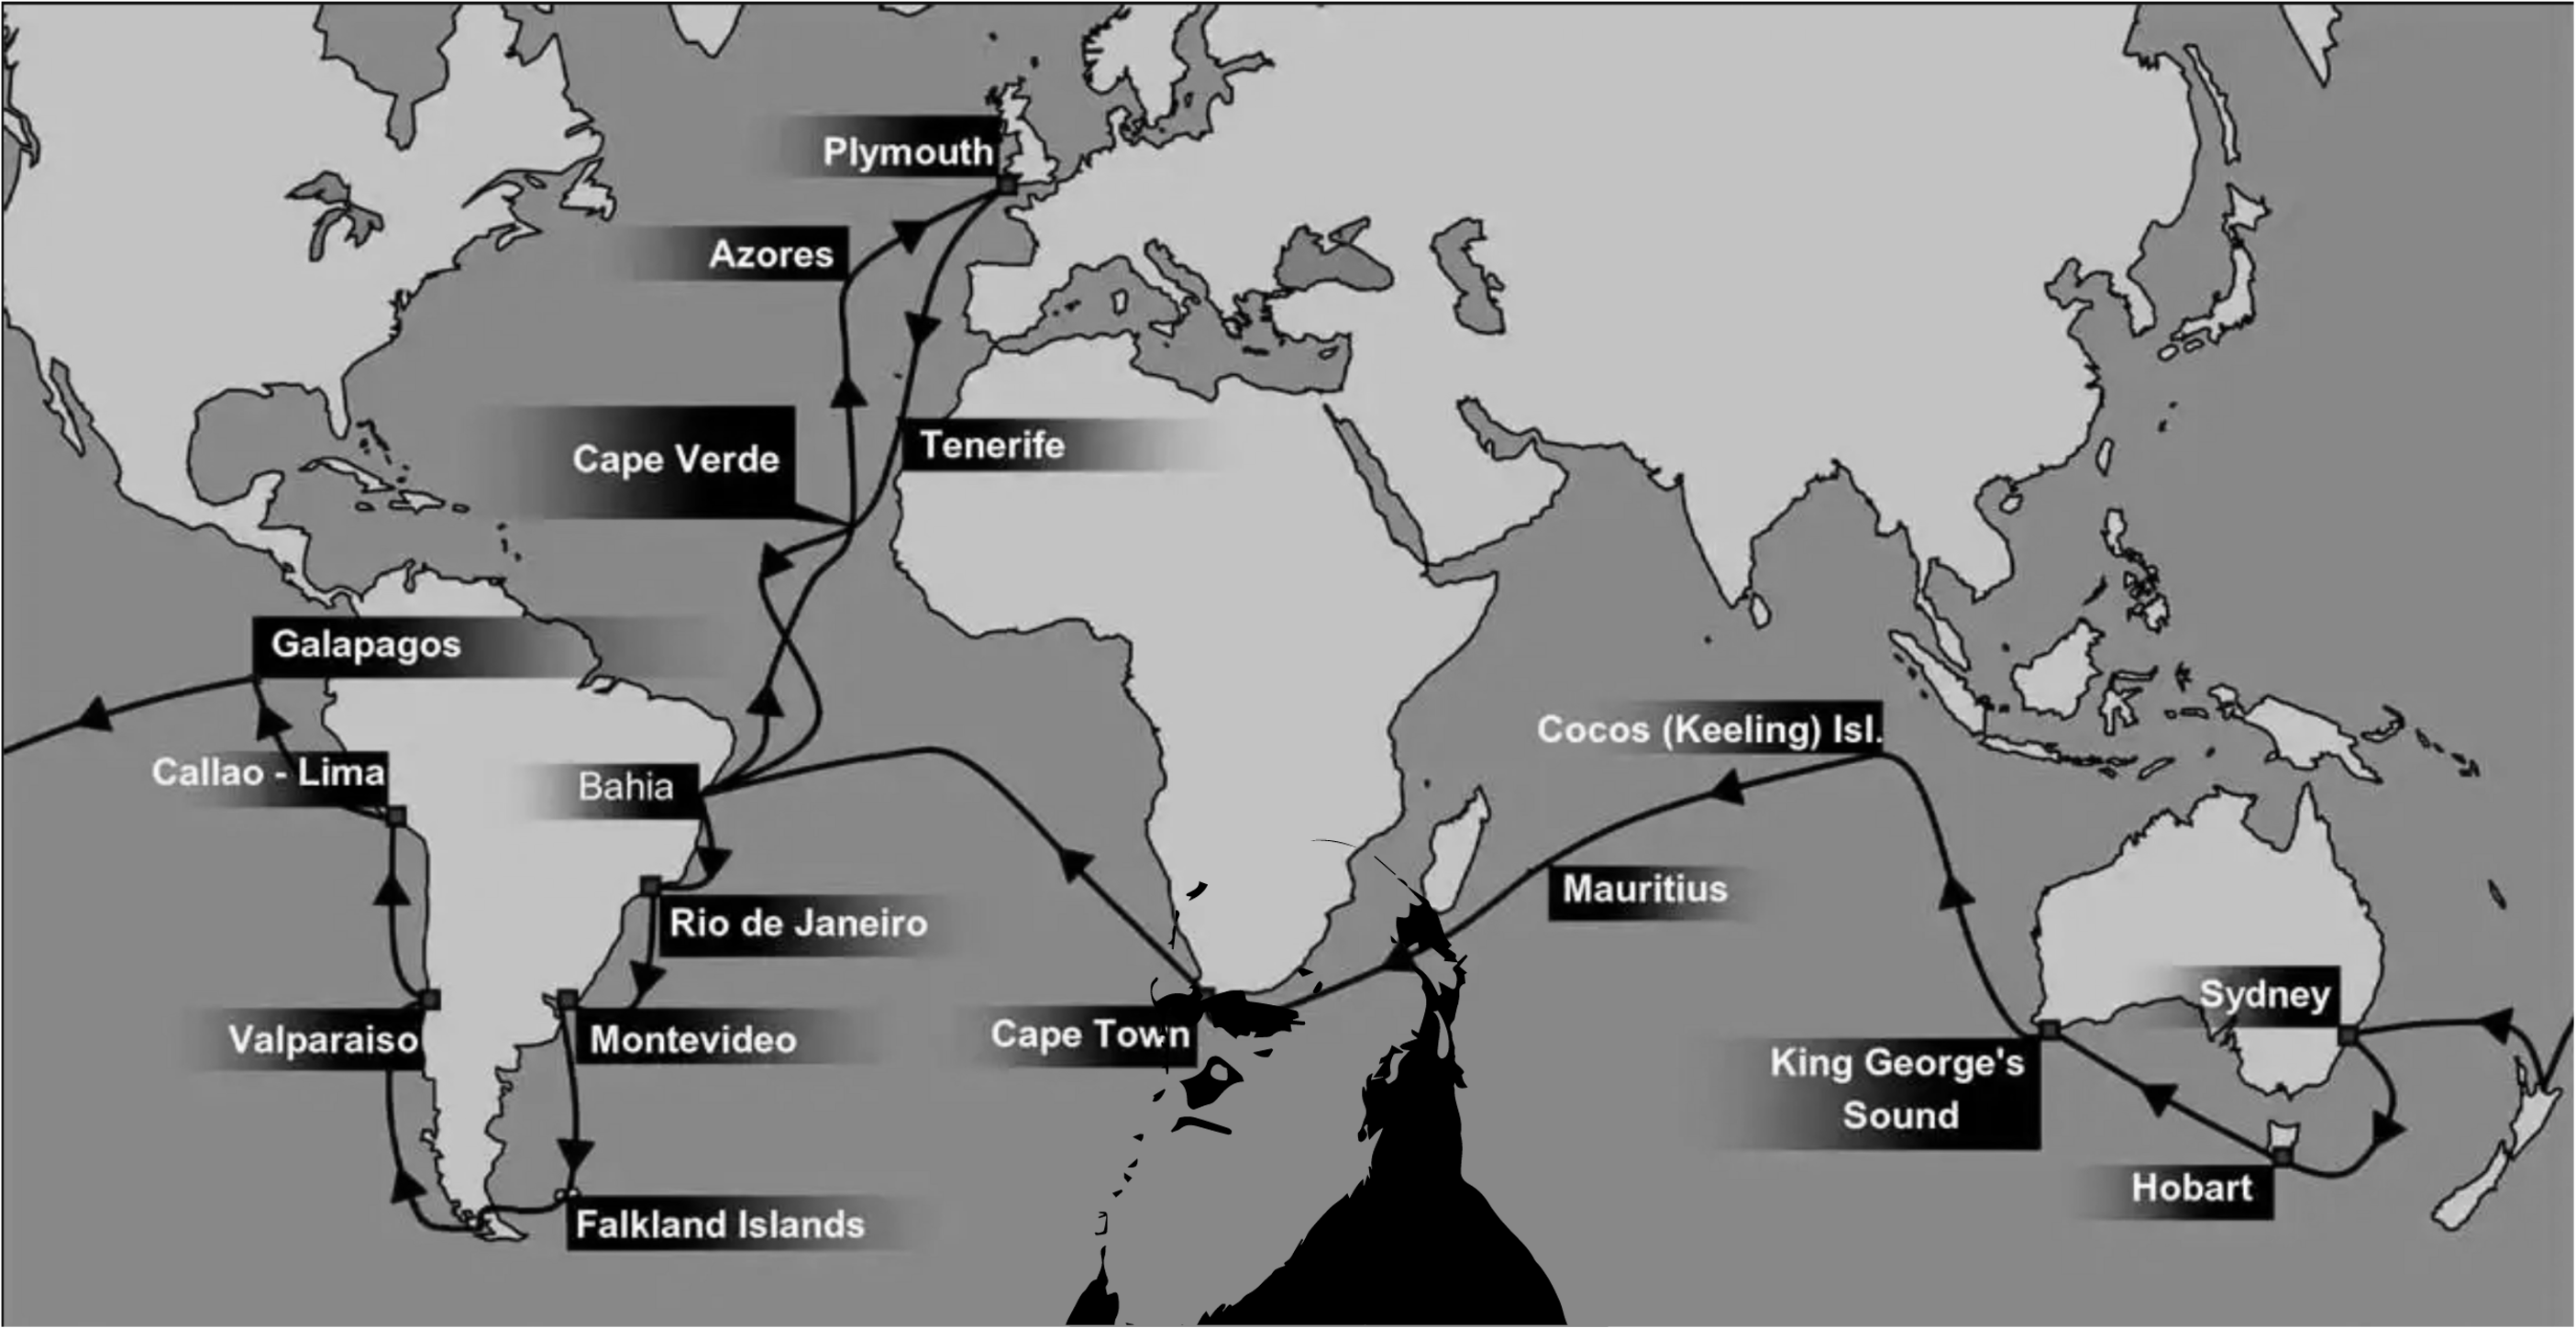 Plymouth
Azores
Cape Verde
Tenerife
Galapagos
Callao - Lima
Bahia
Cocos (Keeling) Isl.
Mauritius
Rio de Janeiro
Valparaiso
Montevideo
Cape Town
Sydney
King George's
Sound
Hobart
Falkland Islands